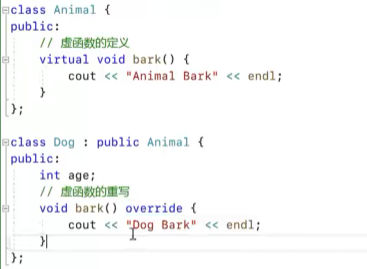 class Animal {
public:
    // 虚函数的定义
    virtual void bark() {
        cout << "Animal Bark" << endl;
    }
};

class Dog : public Animal {
public:
    int age;
    // 虚函数的重写
    void bark() override {
        cout << "Dog Bark" << endl;
    }
};